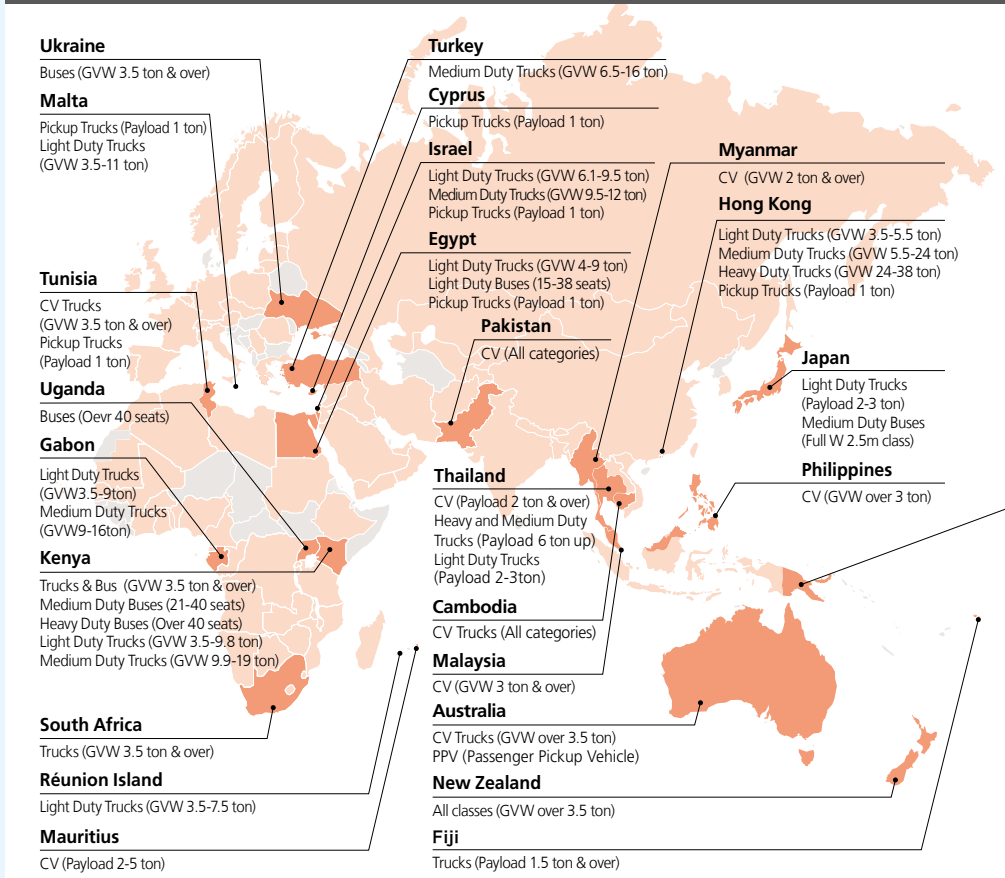 Ukraine
Buses (GVW 3.5 ton & over)
Malta
Pickup Trucks (Payload 1 ton)
Light Duty Trucks
(GVW 3.5-11 ton)
Tunisia
CV Trucks
(GVW 3.5 ton & over)
Pickup Trucks
(Payload 1 ton)
Uganda
Buses (Oevr 40 seats)
Gabon
Light Duty Trucks
(GVW3.5-9ton)
Medium Duty Trucks
(GVW9-16ton)
Kenya
Trucks & Bus (GVW 3.5 ton & over)
Medium Duty Buses (21-40 seats)
Heavy Duty Buses (Over 40 seats)
Light Duty Trucks (GVW 3.5-9.8 ton)
Medium Duty Trucks (GVW 9.9-19 ton)
South Africa
Trucks (GVW 3.5 ton & over)
Réunion Island
Light Duty Trucks (GVW 3.5-7.5 ton)
Mauritius
CV (Payload 2-5 ton)
Turkey
Medium Duty Trucks (GVW 6.5-16 ton)
Cyprus
Pickup Trucks (Payload 1 ton)
Israel
Light Duty Trucks (GVW 6.1-9.5 ton)
Medium Duty Trucks (GVW 9.5-12 ton)
Pickup Trucks (Payload 1 ton)
Egypt
Light Duty Trucks (GVW 4-9 ton)
Light Duty Buses (15-38 seats)
Pickup Trucks (Payload 1 ton)
Pakistan
CV (All categories)
Thailand
CV (Payload 2 ton & over)
Heavy and Medium Duty
Trucks (Payload 6 ton up)
Light Duty Trucks
(Payload 2-3ton)
Cambodia
CV Trucks (All categories)
Malaysia
CV (GVW 3 ton & over)
Australia
CV Trucks (GVW over 3.5 ton)
PPV (Passenger Pickup Vehicle)
New Zealand
All classes (GVW over 3.5 ton)
Fiji
Trucks (Payload 1.5 ton & over)
Myanmar
CV (GVW 2 ton & over)
Hong Kong
Light Duty Trucks (GVW 3.5-5.5 ton)
Medium Duty Trucks (GVW 5.5-24 ton)
Heavy Duty Trucks (GVW 24-38 ton)
Pickup Trucks (Payload 1 ton)
Japan
Light Duty Trucks
(Payload 2-3 ton)
Medium Duty Buses
(Full W 2.5m class)
Philippines
CV (GVW over 3 ton)